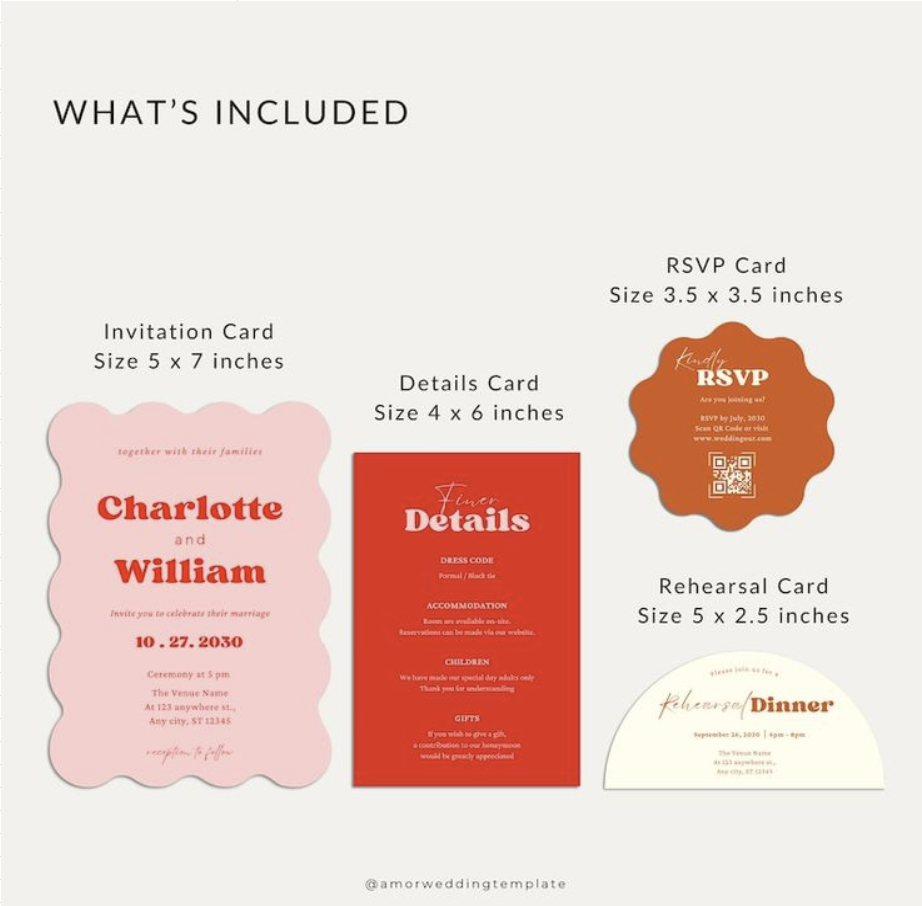 WHAT'S INCLUDED
Invitation Card
Size 5 x 7 inches
together with their families
Charlotte
and
William
Invite you to celebrate their marriage
10 . 27. 2030
Ceremony at 5 pm
The Venue Name
At 123 anywhere st.,
Any city, ST 12345
reception to follow
Details Card
Size 4 x 6 inches
Finer
Details
DRESS CODE
Formal / Black tie
ACCOMMODATION
Room are available on-site.
Reservations can be made via our website.
CHILDREN
We have made our special day adults only
Thank you for understanding
GIFTS
If you wish to give a gift,
a contribution to our honeymoon
would be greatly appreciated
RSVP Card
Size 3.5 x 3.5 inches
Kindly
RSVP
Are you joining us?
RSVP by July, 2030
Scan QR Code or visit
www.weddingour.com
Rehearsal Card
Size 5 x 2.5 inches
Please join us for a
Rehearsal Dinner
September 26, 2030 | 6pm - 8pm
The Venue Name
At 123 anywhere st.,
Any city, ST 12345
@amorweddingtemplate